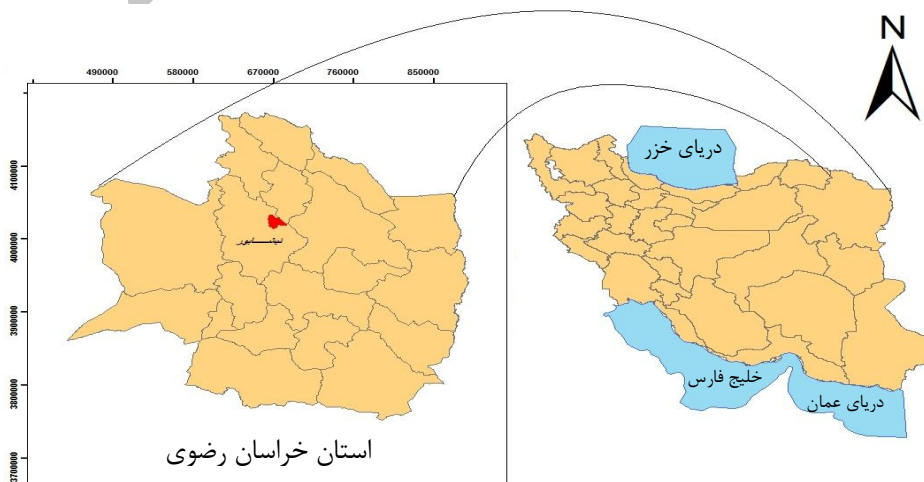 N
490000 580000 670000 760000 850000
4100000
4000000
3900000
3800000
3700000
نیشابور
استان خراسان رضوی
دریای خزر
خلیج فارس
دریای عمان